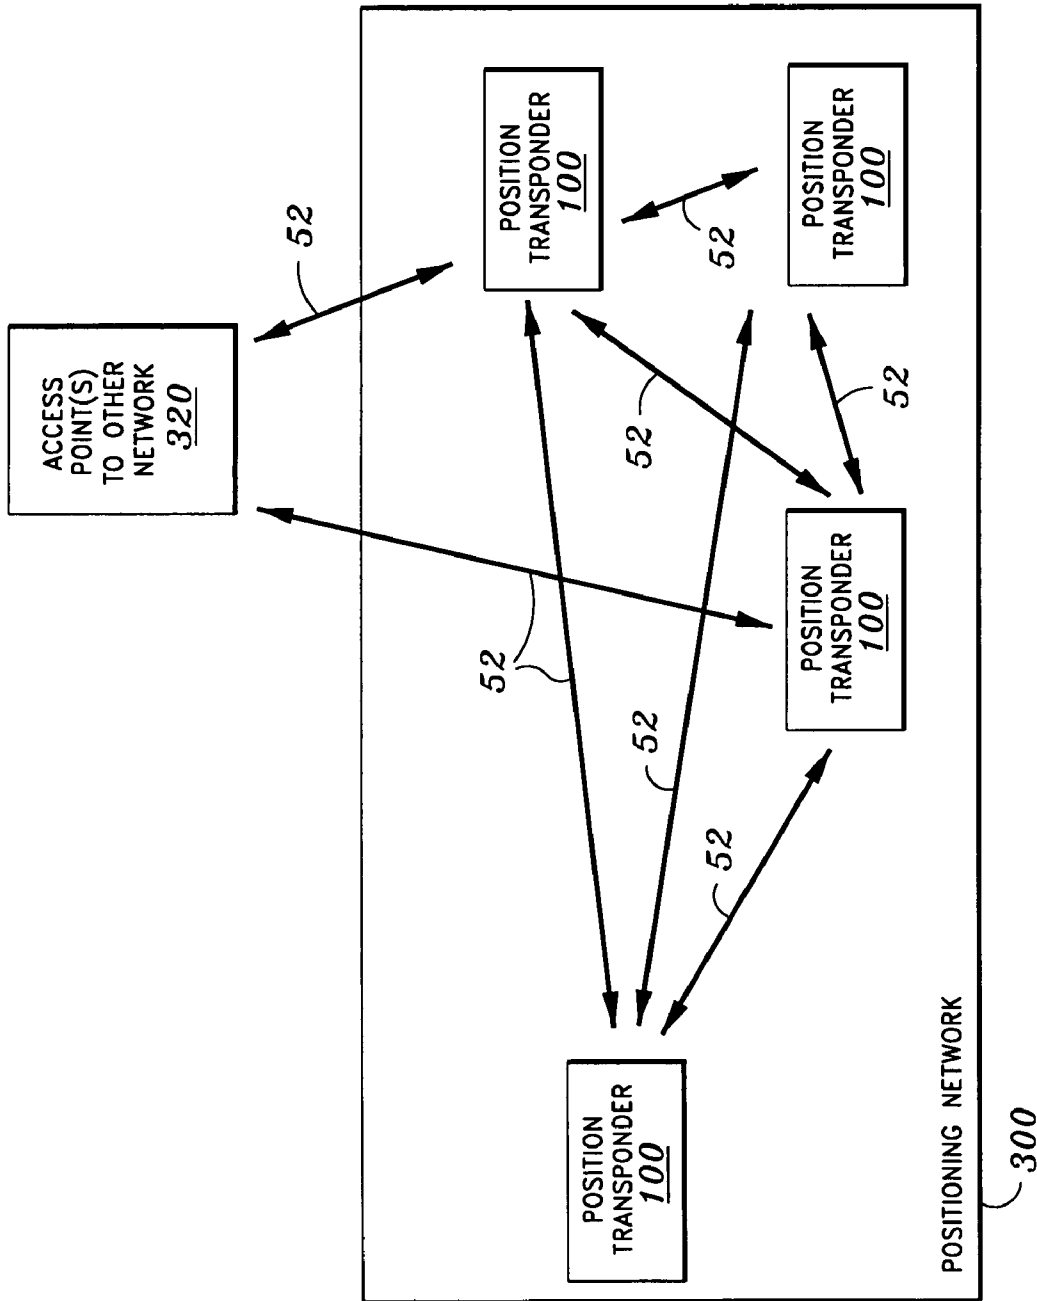 ACCESS
POINT(S)
TO OTHER
NETWORK
320
52
52
POSITION
TRANSPONDER
100
52
POSITION
TRANSPONDER
100
52
52
52
52
POSITION
TRANSPONDER
100
POSITION
TRANSPONDER
100
POSITIONING NETWORK
300